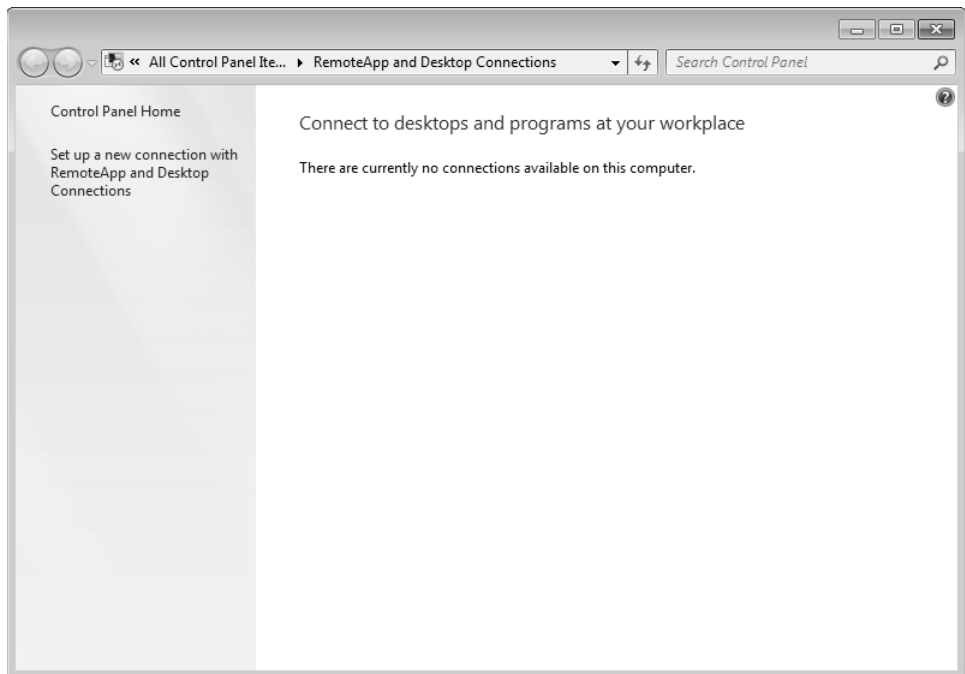 « All Control Panel Ite... ▸ RemoteApp and Desktop Connections
Search Control Panel
Control Panel Home
Set up a new connection with
RemoteApp and Desktop
Connections
Connect to desktops and programs at your workplace
There are currently no connections available on this computer.